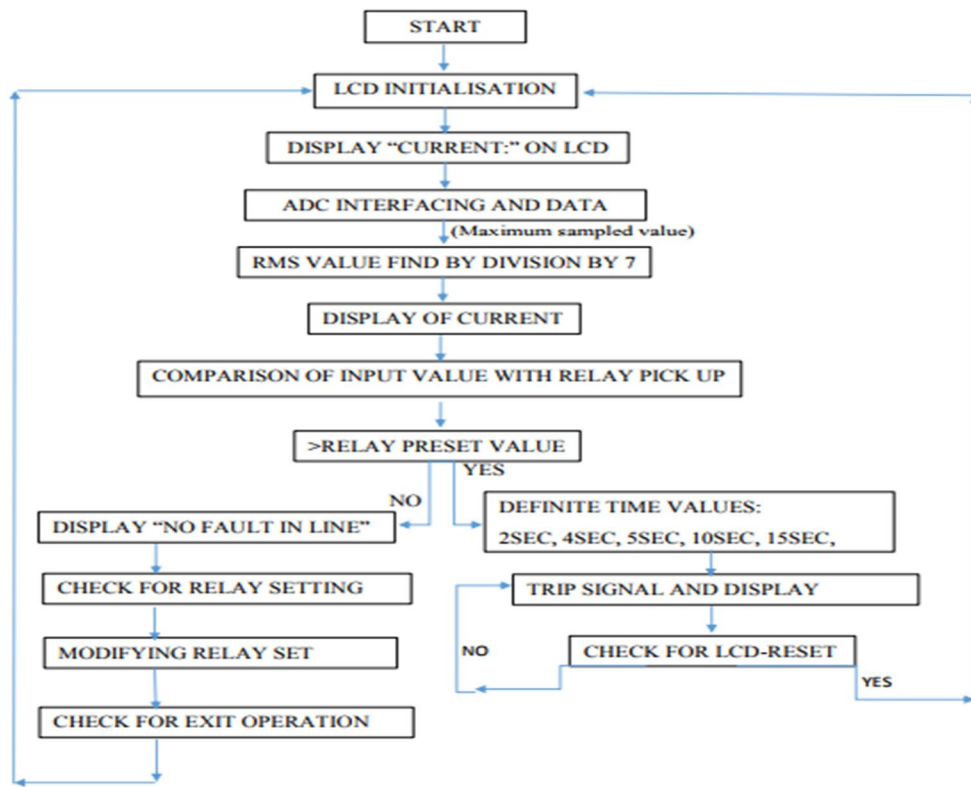 START
LCD INITIALISATION
DISPLAY “CURRENT:” ON LCD
ADC INTERFACING AND DATA
(Maximum sampled value)
RMS VALUE FIND BY DIVISION BY 7
DISPLAY OF CURRENT
COMPARISON OF INPUT VALUE WITH RELAY PICK UP
>RELAY PRESET VALUE
NO
YES
DISPLAY “NO FAULT IN LINE”
CHECK FOR RELAY SETTING
MODIFYING RELAY SET
CHECK FOR EXIT OPERATION
DEFINITE TIME VALUES:
2SEC, 4SEC, 5SEC, 10SEC, 15SEC,
TRIP SIGNAL AND DISPLAY
CHECK FOR LCD-RESET
NO
YES